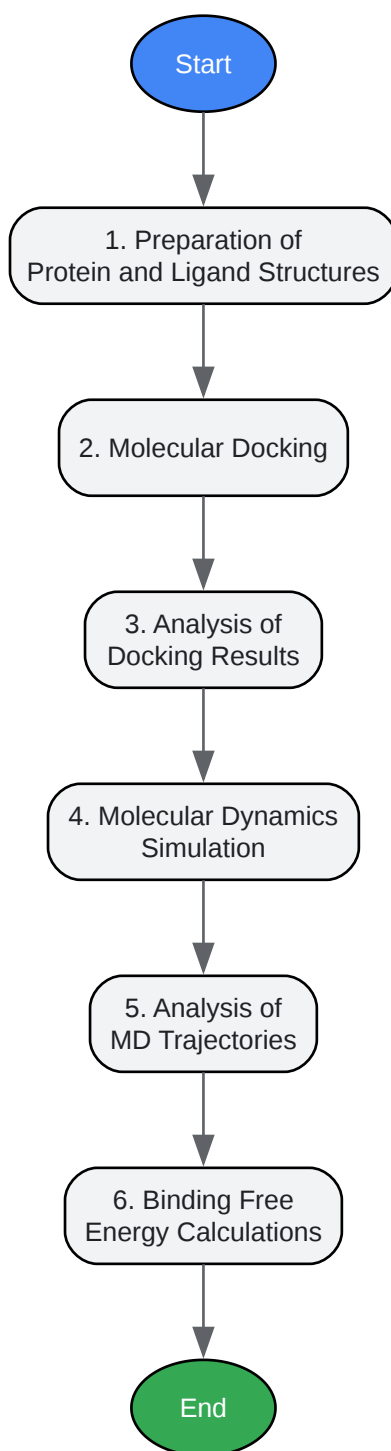 Start
1. Preparation of
Protein and Ligand Structures
2. Molecular Docking
3. Analysis of
Docking Results
4. Molecular Dynamics
Simulation
5. Analysis of
MD Trajectories
6. Binding Free
Energy Calculations
End